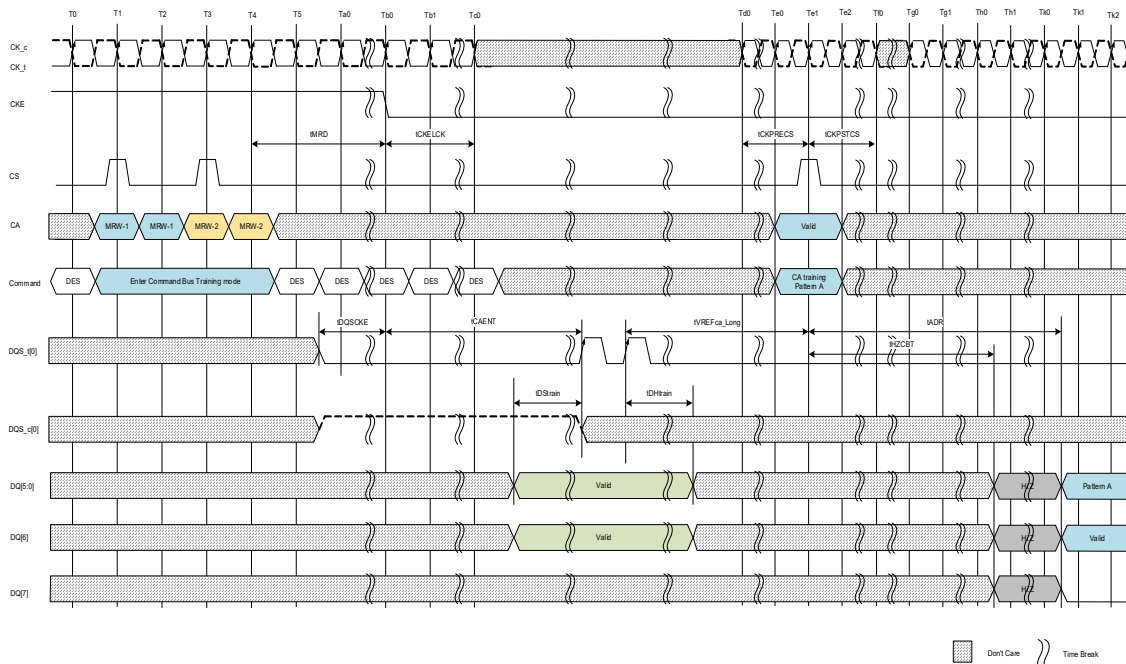 T0 T1 T2 T3 T4 T5 Ta0 Tb0 Tb1 Tc0 Td0 Te0 Te1 Te2 Tf0 Tg0 Tg1 Th0 Th1 Tk0 Tk1 Tk2
CK_c
CK_t
CKE
tMRD tCKELCK tCKPRECS tCKPSTCS
CS
CA MRW-1 MRW-1 MRW-2 MRW-2 Valid
Command DES Enter Command Bus Training mode DES DES DES DES DES CA training
Pattern A
tDQSCKE tCAENT tVREFca_Long tADR
tHZCBT
DQS_t[0]
tDStrain tDHtrain
DQS_c[0]
DQ[5:0] Valid Hi-Z Pattern A
DQ[6] Valid Hi-Z Valid
DQ[7] Hi-Z
Don't Care Time Break